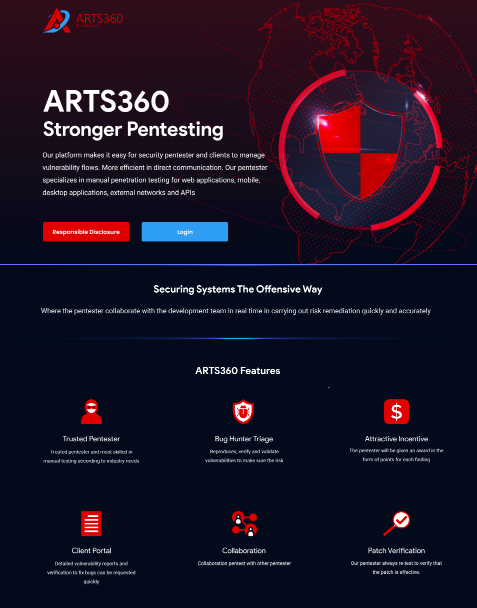 ARTS360
ARTS360
Stronger Pentesting
Our platform makes it easy for security pentester and clients to manage
vulnerability flows. More efficient in direct communication. Our pentester
specializes in manual penetration testing for web applications, mobile,
desktop applications, external networks and APIs
Responsible Disclosure
Login
Securing Systems The Offensive Way
Where the pentester collaborate with the development team in real time in carrying out risk remediation quickly and accurately
ARTS360 Features
Trusted Pentester
Trusted pentester and most skilled in
manual testing according to industry needs
Bug Hunter Triage
Reproduces, verify and validate
vulnerabilities to make sure the risk
$
Attractive Incentive
The pentester will be given an award in the
form of points for each finding
Client Portal
Detailed vulnerability reports and
verification to fix bugs can be requested
quickly
Collaboration
Collaboration pentest with other pentester
Patch Verification
Our pentester always re-test to verify that
the patch is effective.